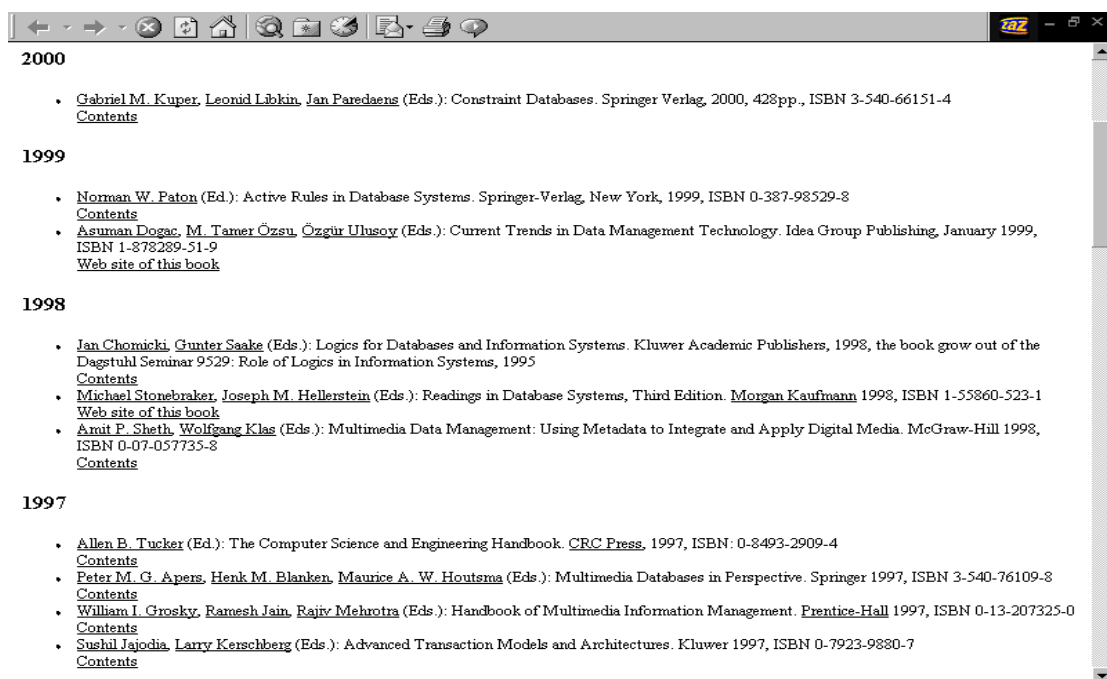 zaz
2000
Gabriel M. Kuper, Leonid Libkin, Jan Paredaens (Eds.): Constraint Databases. Springer Verlag, 2000, 428pp., ISBN 3-540-66151-4
Contents
1999
Norman W. Paton (Ed.): Active Rules in Database Systems. Springer-Verlag, New York, 1999, ISBN 0-387-98529-8
Contents
Asuman Dogac, M. Tamer Özsu, Özgür Ulusoy (Eds.): Current Trends in Data Management Technology. Idea Group Publishing, January 1999,
ISBN 1-878289-51-9
Web site of this book
1998
Jan Chomicki, Gunter Saake (Eds.): Logics for Databases and Information Systems. Kluwer Academic Publishers, 1998, the book grow out of the
Dagstuhl Seminar 9529: Role of Logics in Information Systems, 1995
Contents
Michael Stonebraker, Joseph M. Hellerstein (Eds.): Readings in Database Systems, Third Edition. Morgan Kaufmann 1998, ISBN 1-55860-523-1
Web site of this book
Amit P. Sheth, Wolfgang Klas (Eds.): Multimedia Data Management: Using Metadata to Integrate and Apply Digital Media. McGraw-Hill 1998,
ISBN 0-07-057735-8
Contents
1997
Allen B. Tucker (Ed.): The Computer Science and Engineering Handbook. CRC Press, 1997, ISBN: 0-8493-2909-4
Contents
Peter M. G. Apers, Henk M. Blanken, Maurice A. W. Houtsma (Eds.): Multimedia Databases in Perspective. Springer 1997, ISBN 3-540-76109-8
Contents
William I. Grosky, Ramesh Jain, Rajiv Mehrotra (Eds.): Handbook of Multimedia Information Management. Prentice-Hall 1997, ISBN 0-13-207325-0
Contents
Sushil Jajodia, Larry Kerschberg (Eds.): Advanced Transaction Models and Architectures. Kluwer 1997, ISBN 0-7923-9880-7
Contents